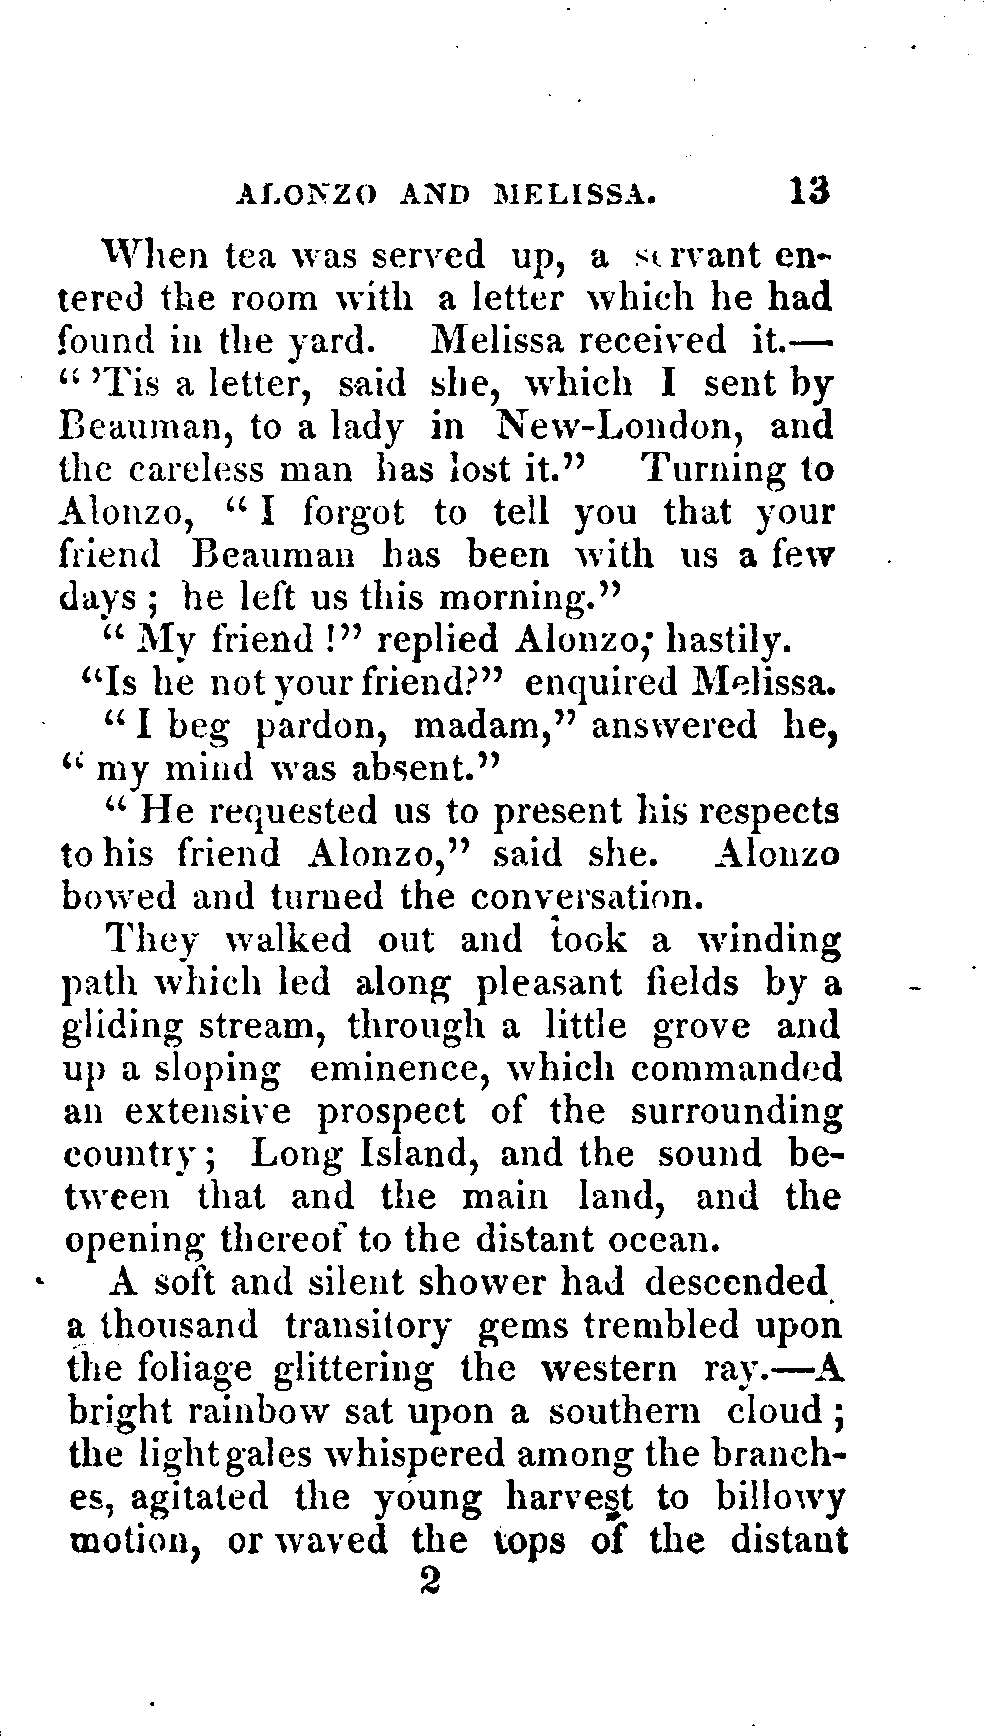 ALONZO AND MELISSA. 13
When tea was served up, a servant en-
tered the room with a letter which he had
found in the yard. Melissa received it.—
“ ’Tis a letter, said she, which I sent by
Beauman, to a lady in New-London, and
the careless man has lost it.” Turning to
Alonzo, “ I forgot to tell you that your
friend Beauman has been with us a few
days ; he left us this morning.”
“ My friend !” replied Alonzo; hastily.
“Is he not your friend?” enquired Melissa.
“ I beg pardon, madam,” answered he,
“ my mind was absent.”
“ He requested us to present his respects
to his friend Alonzo,” said she. Alonzo
bowed and turned the conversation.
They walked out and took a winding
path which led along pleasant fields by a
gliding stream, through a little grove and
up a sloping eminence, which commanded
an extensive prospect of the surrounding
country ; Long Island, and the sound be-
tween that and the main land, and the
opening thereof to the distant ocean.
A soft and silent shower had descended
a thousand transitory gems trembled upon
the foliage glittering the western ray.—A
bright rainbow sat upon a southern cloud ;
the light gales whispered among the branch-
es, agitated the young harvest to billowy
motion, or waved the tops of the distant
2